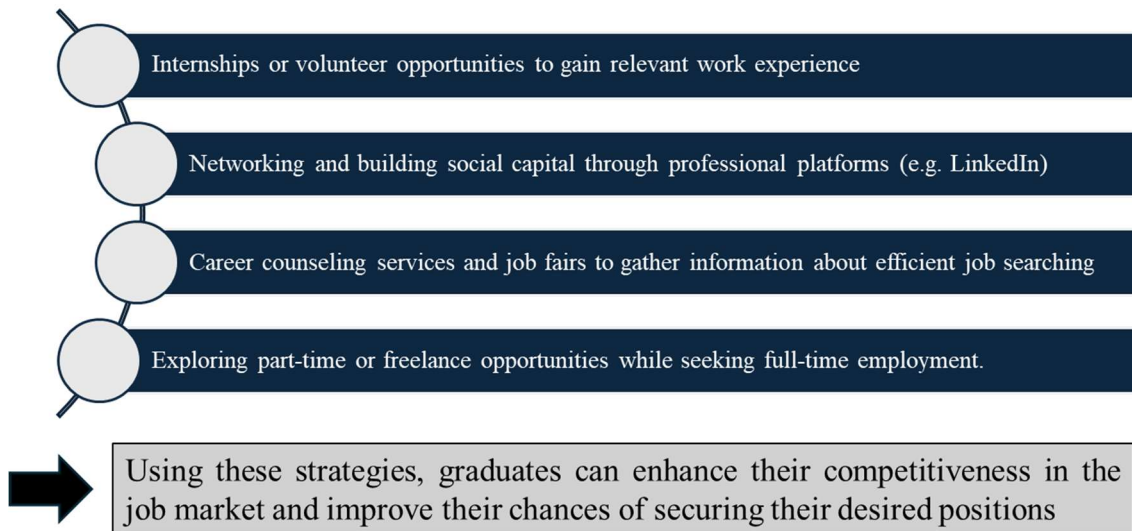 Internships or volunteer opportunities to gain relevant work experience
Networking and building social capital through professional platforms (e.g. LinkedIn)
Career counseling services and job fairs to gather information about efficient job searching
Exploring part-time or freelance opportunities while seeking full-time employment.
Using these strategies, graduates can enhance their competitiveness in the
job market and improve their chances of securing their desired positions